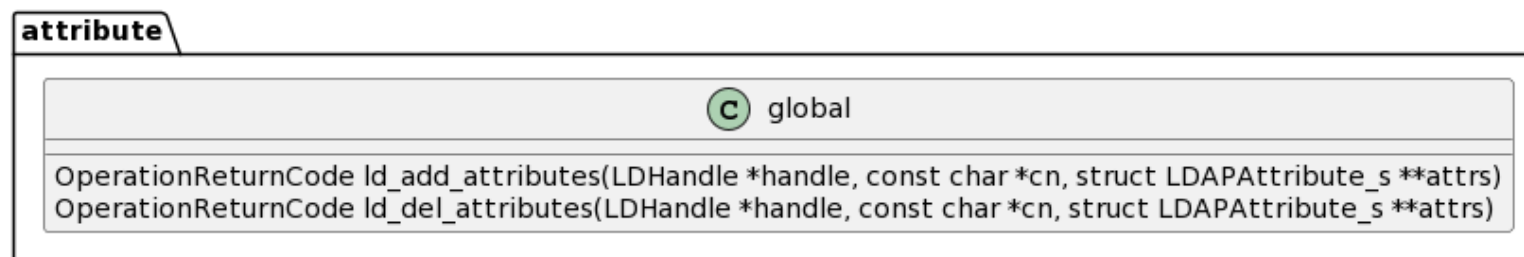 attribute
C global
OperationReturnCode ld_add_attributes(LDHandle *handle, const char *cn, struct LDAPAttribute_s **attrs)
OperationReturnCode ld_del_attributes(LDHandle *handle, const char *cn, struct LDAPAttribute_s **attrs)